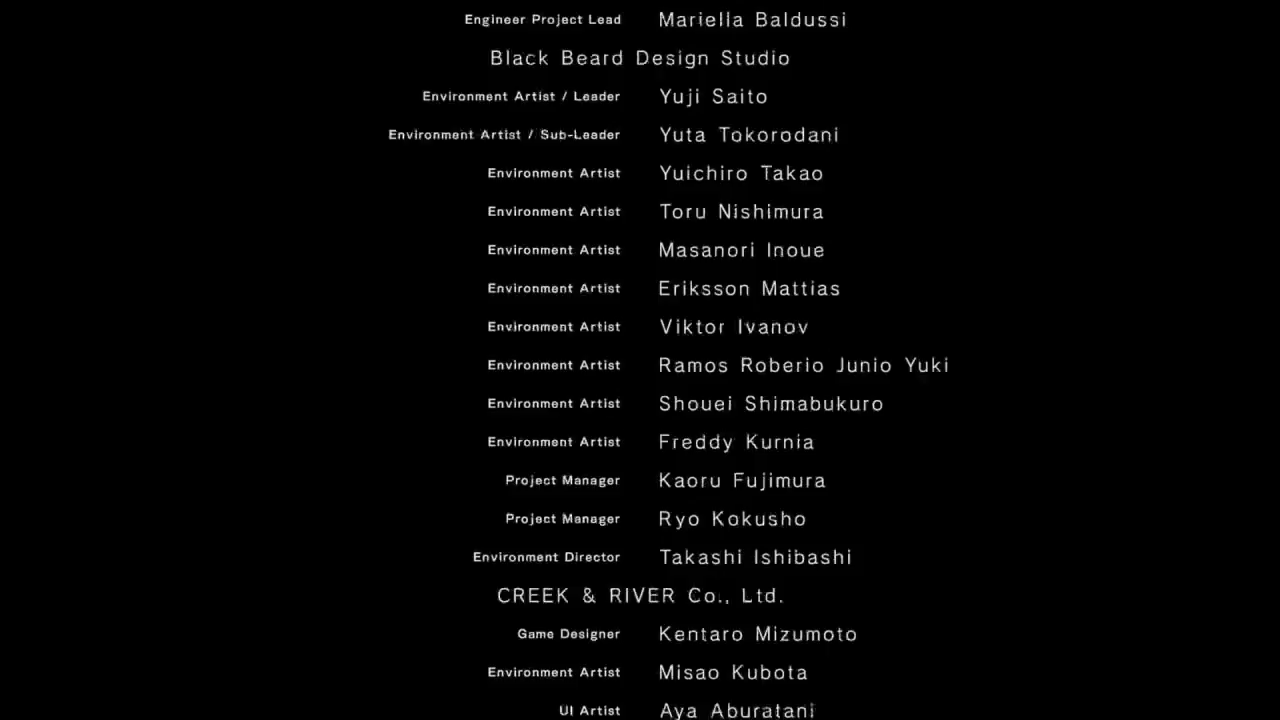 Engineer Project Lead Mariella Baldussi
Black Beard Design Studio
Environment Artist / Leader Yuji Saito
Environment Artist / Sub-Leader Yuta Tokorodani
Environment Artist Yuichiro Takao
Environment Artist Toru Nishimura
Environment Artist Masanori Inoue
Environment Artist Eriksson Mattias
Environment Artist Viktor Ivanov
Environment Artist Ramos Roberio Junio Yuki
Environment Artist Shouei Shimabukuro
Environment Artist Freddy Kurnia
Project Manager Kaoru Fujimura
Project Manager Ryo Kokusho
Environment Director Takashi Ishibashi
CREEK & RIVER Co., Ltd.
Game Designer Kentaro Mizumoto
Environment Artist Misao Kubota
UI Artist Aya Aburatani